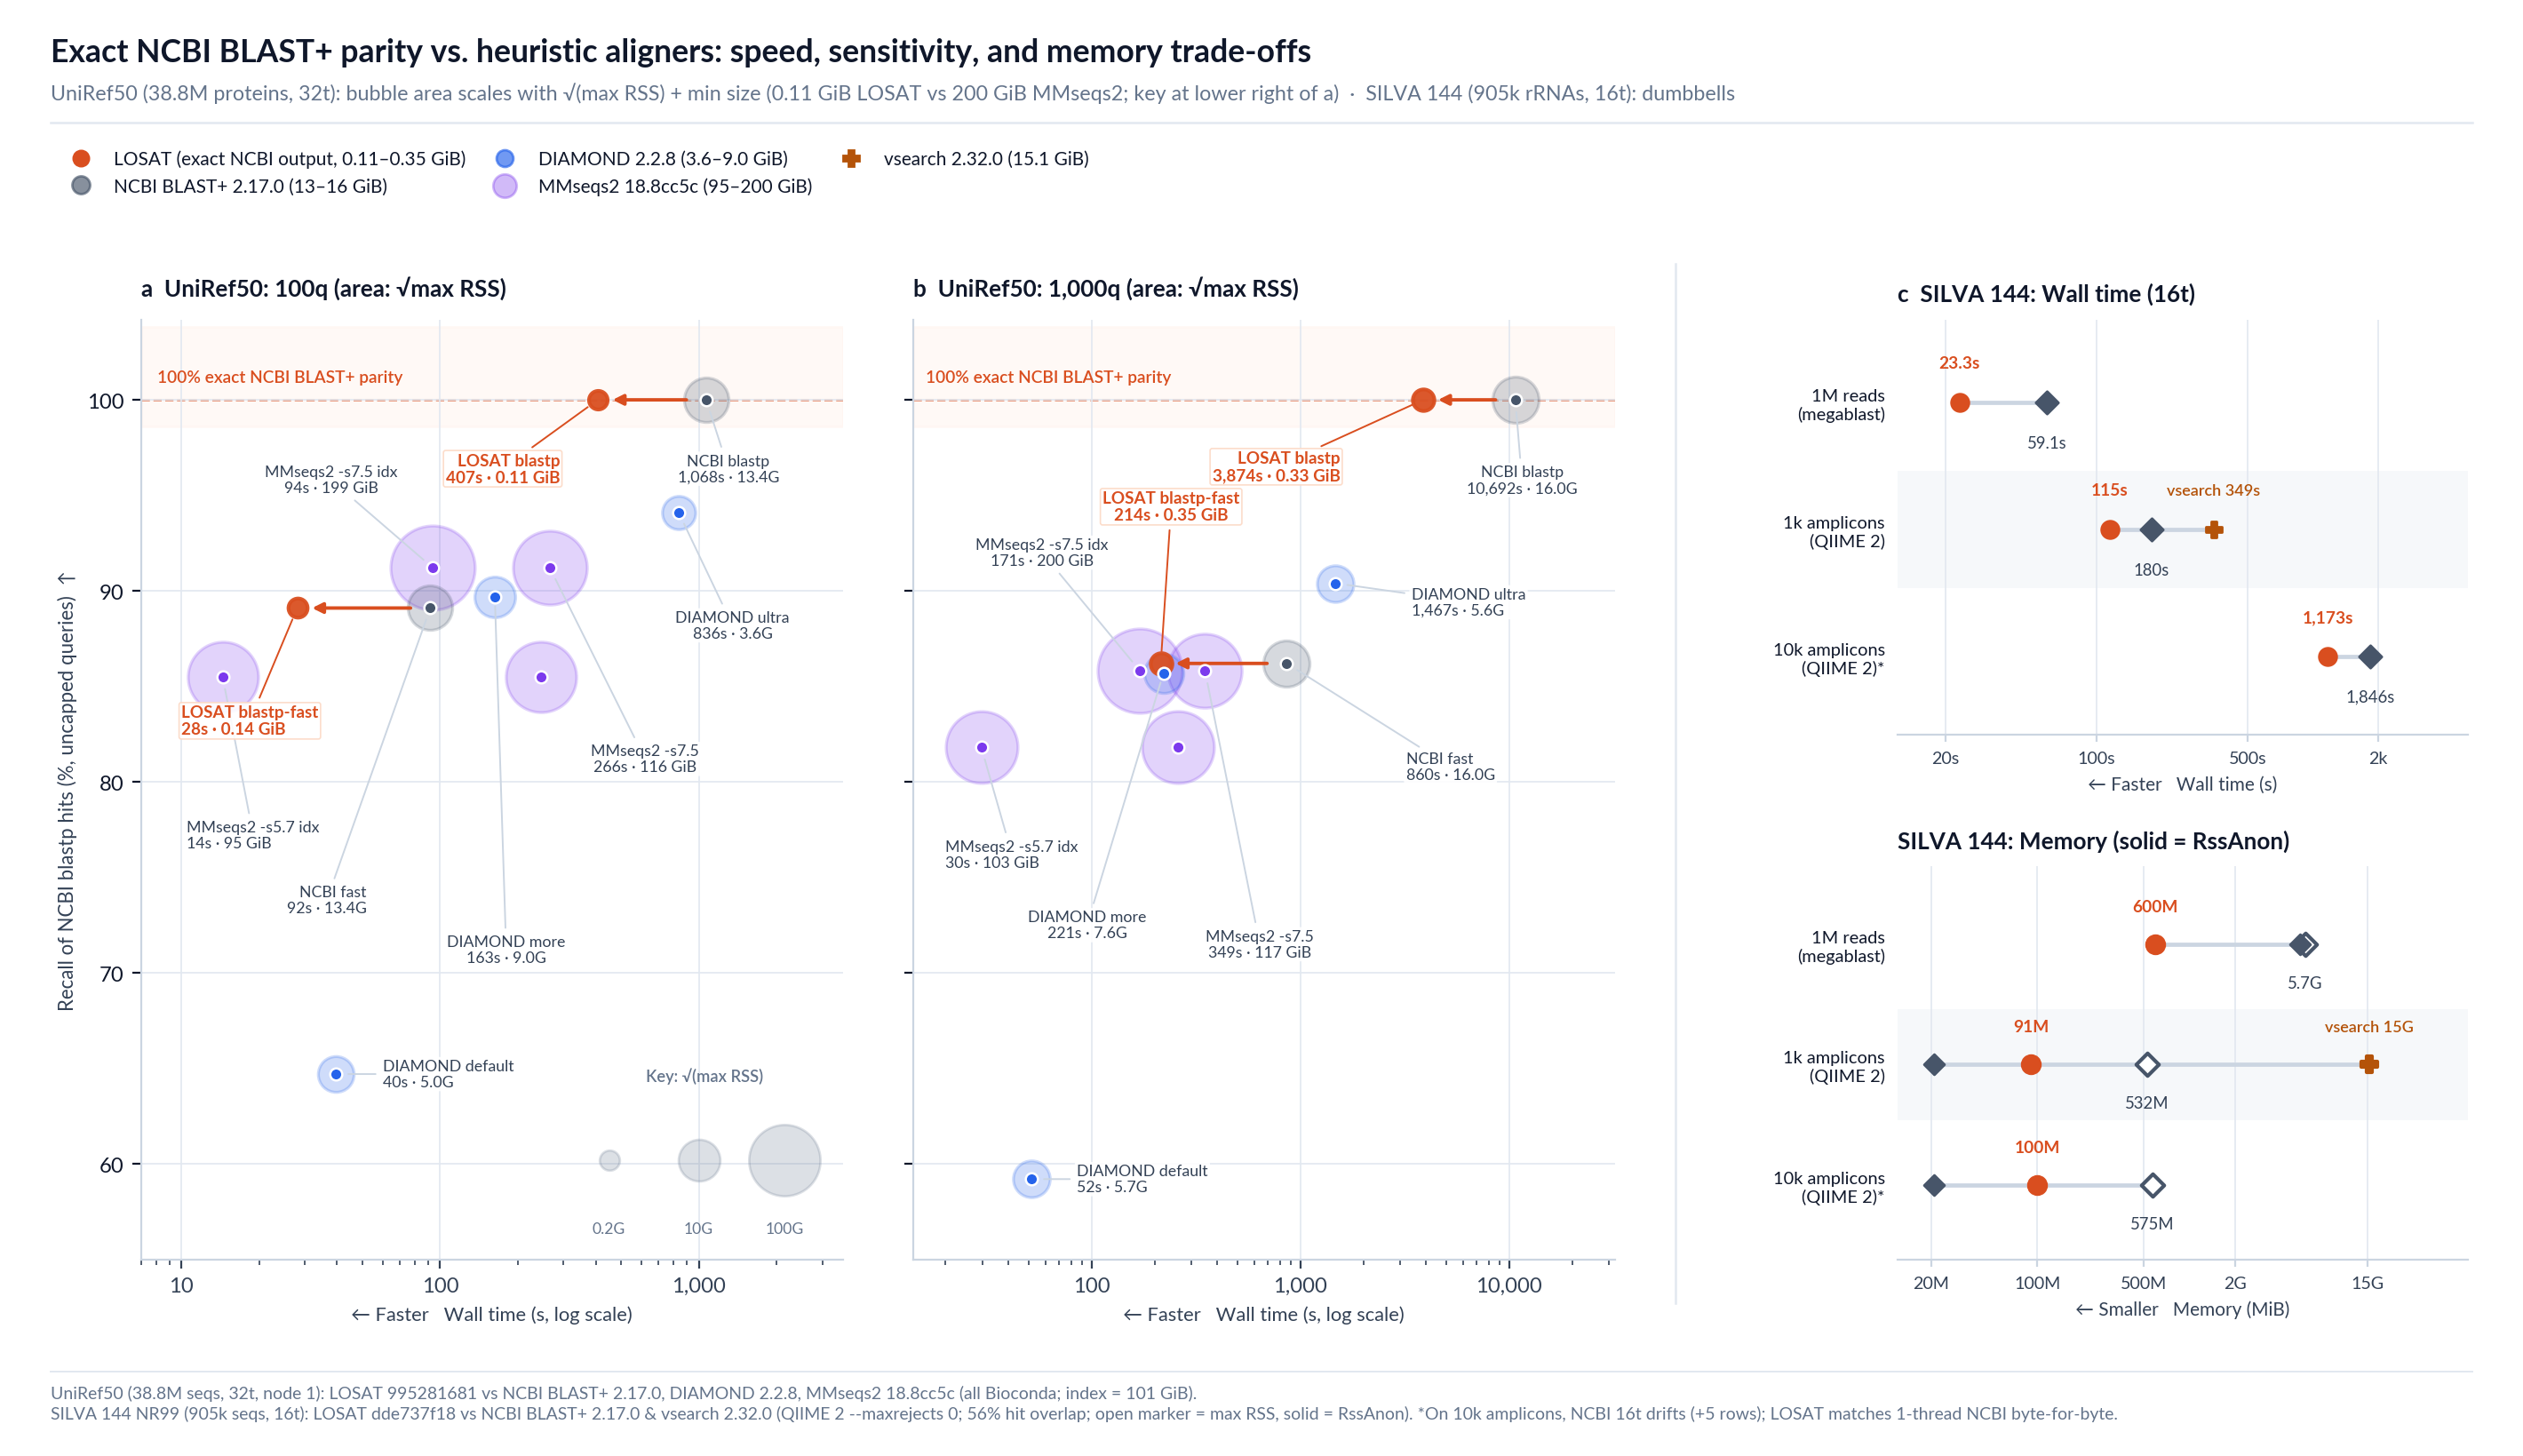 Exact NCBI BLAST+ parity vs. heuristic aligners: speed, sensitivity, and memory trade-offs
UniRef50 (38.8M proteins, 32t): bubble area scales with √(max RSS) + min size (0.11 GiB LOSAT vs 200 GiB MMseqs2; key at lower right of a) · SILVA 144 (905k rRNAs, 16t): dumbbells
LOSAT (exact NCBI output, 0.11–0.35 GiB)
NCBI BLAST+ 2.17.0 (13–16 GiB)
DIAMOND 2.2.8 (3.6–9.0 GiB)
MMseqs2 18.8cc5c (95–200 GiB)
vsearch 2.32.0 (15.1 GiB)
a UniRef50: 100q (area: √max RSS)
Recall of NCBI blastp hits (%, uncapped queries) ↑
100
90
80
70
60
100% exact NCBI BLAST+ parity
LOSAT blastp
407s · 0.11 GiB
NCBI blastp
1,068s · 13.4G
MMseqs2 -s7.5 idx
94s · 199 GiB
DIAMOND ultra
836s · 3.6G
LOSAT blastp-fast
28s · 0.14 GiB
MMseqs2 -s7.5
266s · 116 GiB
MMseqs2 -s5.7 idx
14s · 95 GiB
NCBI fast
92s · 13.4G
DIAMOND more
163s · 9.0G
DIAMOND default
40s · 5.0G
Key: √(max RSS)
0.2G
10G
100G
10
100
1,000
← Faster Wall time (s, log scale)
b UniRef50: 1,000q (area: √max RSS)
100% exact NCBI BLAST+ parity
LOSAT blastp
3,874s · 0.33 GiB
NCBI blastp
10,692s · 16.0G
LOSAT blastp-fast
214s · 0.35 GiB
MMseqs2 -s7.5 idx
171s · 200 GiB
DIAMOND ultra
1,467s · 5.6G
NCBI fast
860s · 16.0G
MMseqs2 -s5.7 idx
30s · 103 GiB
DIAMOND more
221s · 7.6G
MMseqs2 -s7.5
349s · 117 GiB
DIAMOND default
52s · 5.7G
100
1,000
10,000
← Faster Wall time (s, log scale)
c SILVA 144: Wall time (16t)
1M reads
(megablast)
23.3s
59.1s
1k amplicons
(QIIME 2)
115s
vsearch 349s
180s
10k amplicons
(QIIME 2)*
1,173s
1,846s
20s
100s
500s
2k
← Faster Wall time (s)
SILVA 144: Memory (solid = RssAnon)
1M reads
(megablast)
600M
5.7G
1k amplicons
(QIIME 2)
91M
vsearch 15G
532M
10k amplicons
(QIIME 2)*
100M
575M
20M
100M
500M
2G
15G
← Smaller Memory (MiB)
UniRef50 (38.8M seqs, 32t, node 1): LOSAT 995281681 vs NCBI BLAST+ 2.17.0, DIAMOND 2.2.8, MMseqs2 18.8cc5c (all Bioconda; index = 101 GiB).
SILVA 144 NR99 (905k seqs, 16t): LOSAT dde737f18 vs NCBI BLAST+ 2.17.0 & vsearch 2.32.0 (QIIME 2 --maxrejects 0; 56% hit overlap; open marker = max RSS, solid = RssAnon). *On 10k amplicons, NCBI 16t drifts (+5 rows); LOSAT matches 1-thread NCBI byte-for-byte.